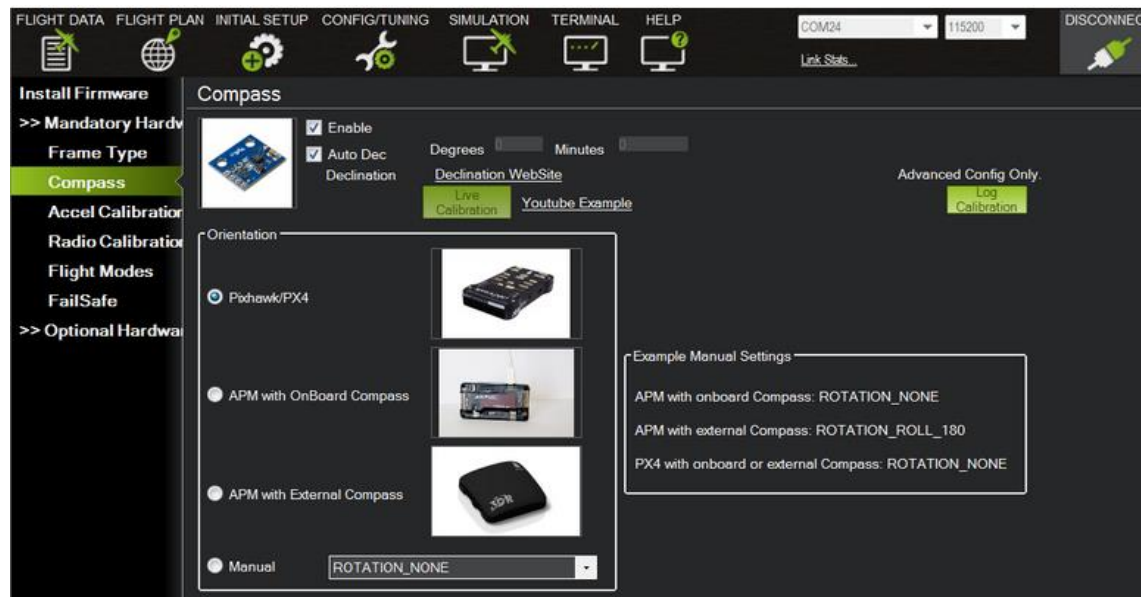 FLIGHT DATA FLIGHT PLAN INITIAL SETUP CONFIG/TUNING SIMULATION TERMINAL HELP
COM24 115200
DISCONNEC
Link Stats...
Install Firmware
>> Mandatory Hardw
Frame Type
Compass
Accel Calibration
Radio Calibration
Flight Modes
FailSafe
>> Optional Hardwa
Compass
Enable
Auto Dec
Declination
Degrees 0 Minutes 0
Declination WebSite
Live
Calibration
Youtube Example
Advanced Config Only.
Log
Calibration
Orientation
Pixhawk/PX4
APM with OnBoard Compass
APM with External Compass
3DR
Manual ROTATION_NONE
Example Manual Settings
APM with onboard Compass: ROTATION_NONE
APM with external Compass: ROTATION_ROLL_180
PX4 with onboard or external Compass: ROTATION_NONE